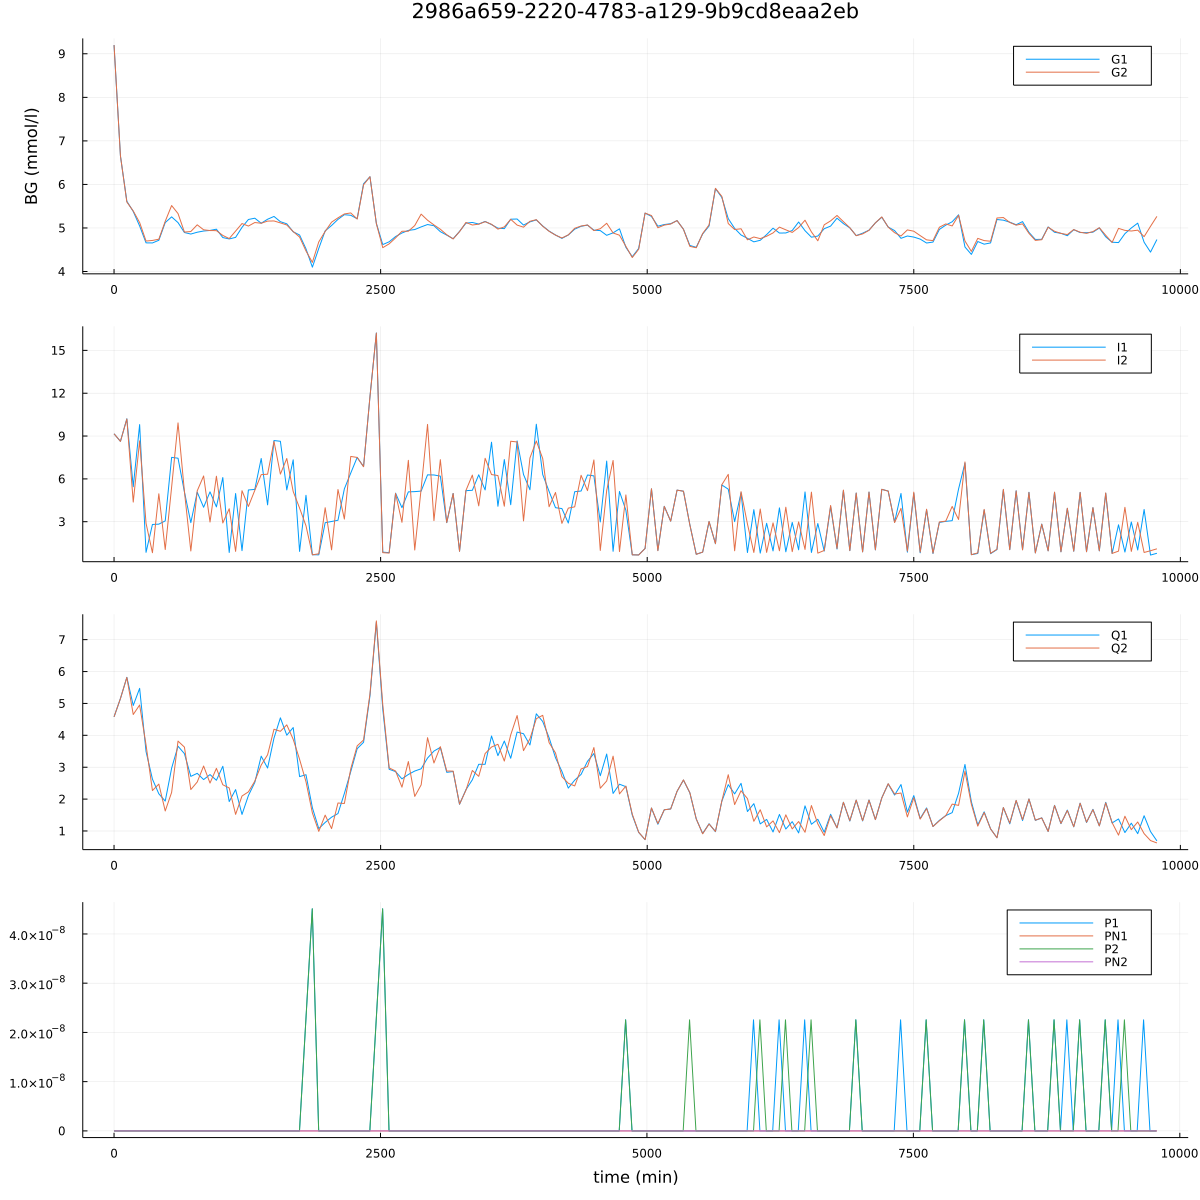 2986a659-2220-4783-a129-9b9cd8eaa2eb
BG (mmol/l)
9
8
7
6
5
4
G1
G2
0 2500 5000 7500 10000
15
12
9
6
3
I1
I2
0 2500 5000 7500 10000
7
6
5
4
3
2
1
Q1
Q2
0 2500 5000 7500 10000
4.0×10⁻⁸
3.0×10⁻⁸
2.0×10⁻⁸
1.0×10⁻⁸
0
P1
PN1
P2
PN2
0 2500 5000 7500 10000
time (min)